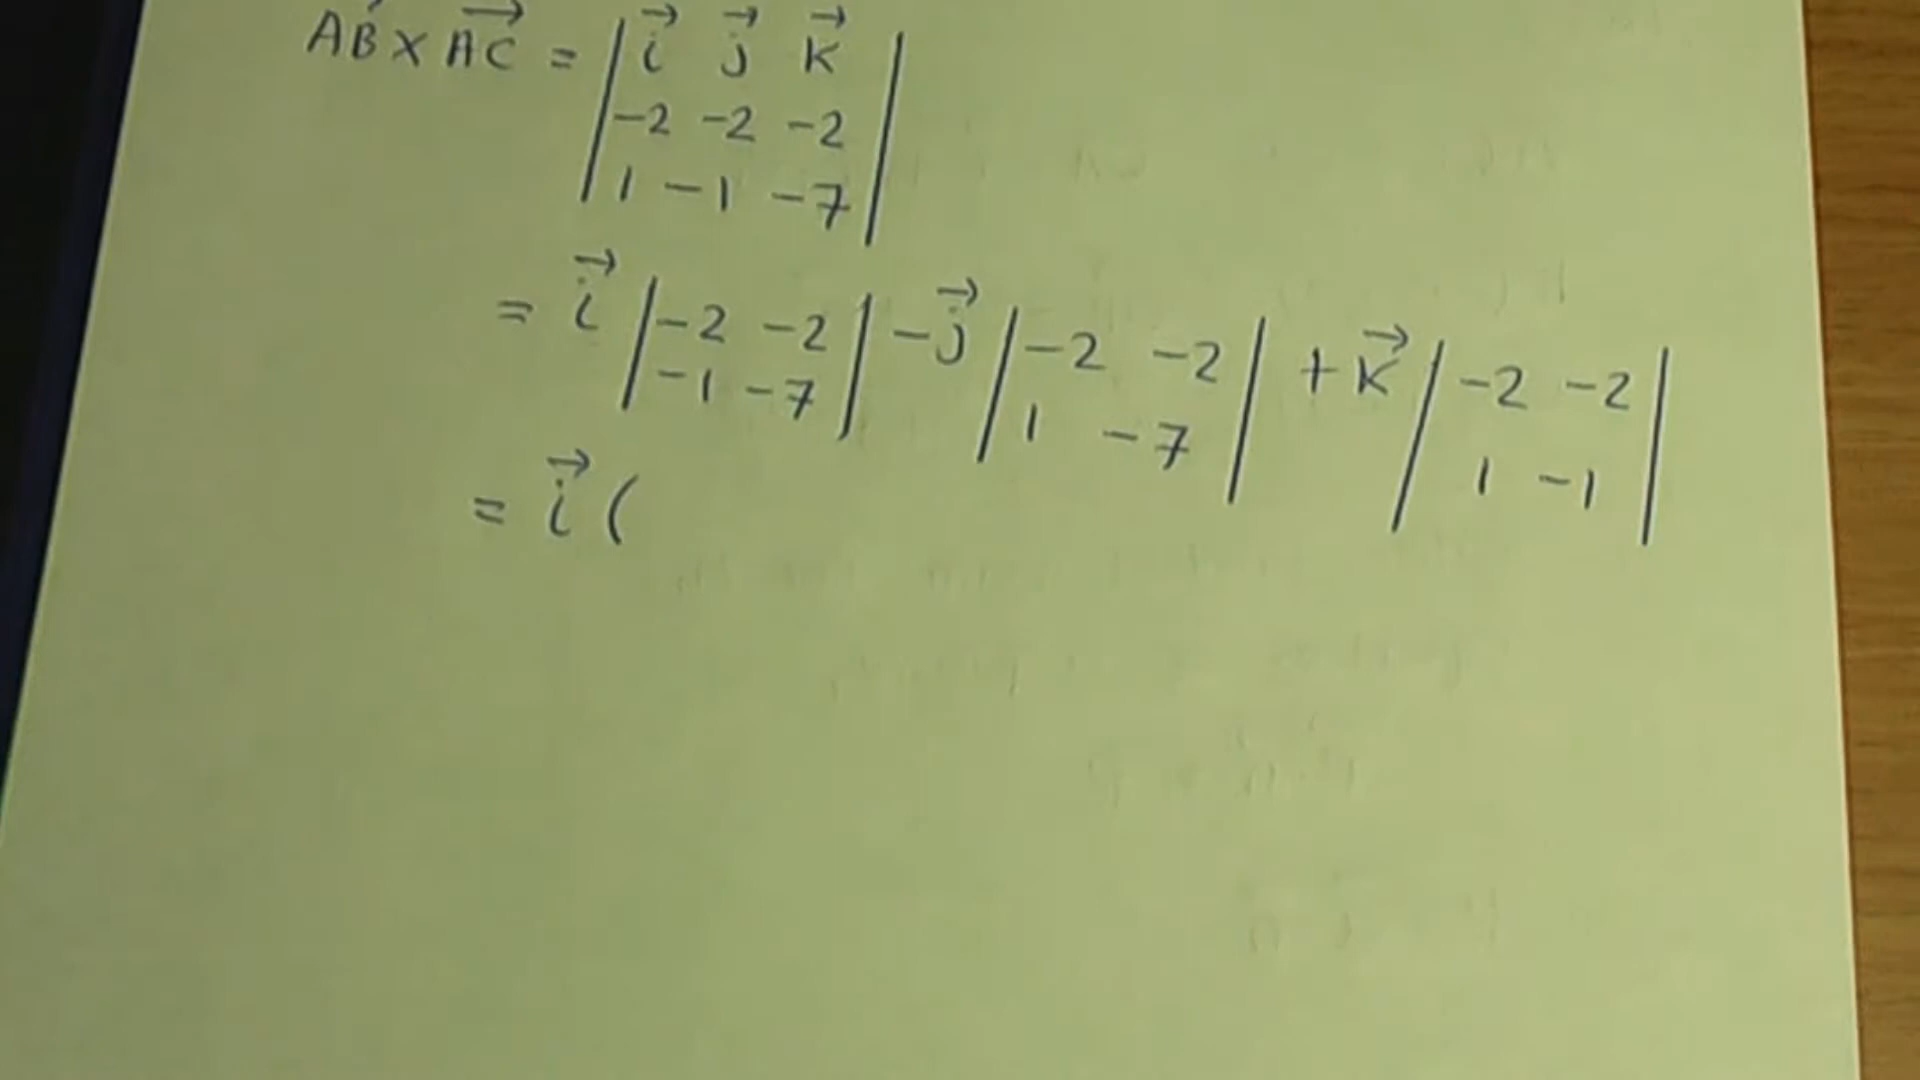 AB × AC = | i j k |
| -2 -2 -2 |
| 1 -1 -7 |
= i | -2 -2 | - j | -2 -2 | + k | -2 -2 |
| -1 -7 | | 1 -7 | | 1 -1 |
= i (